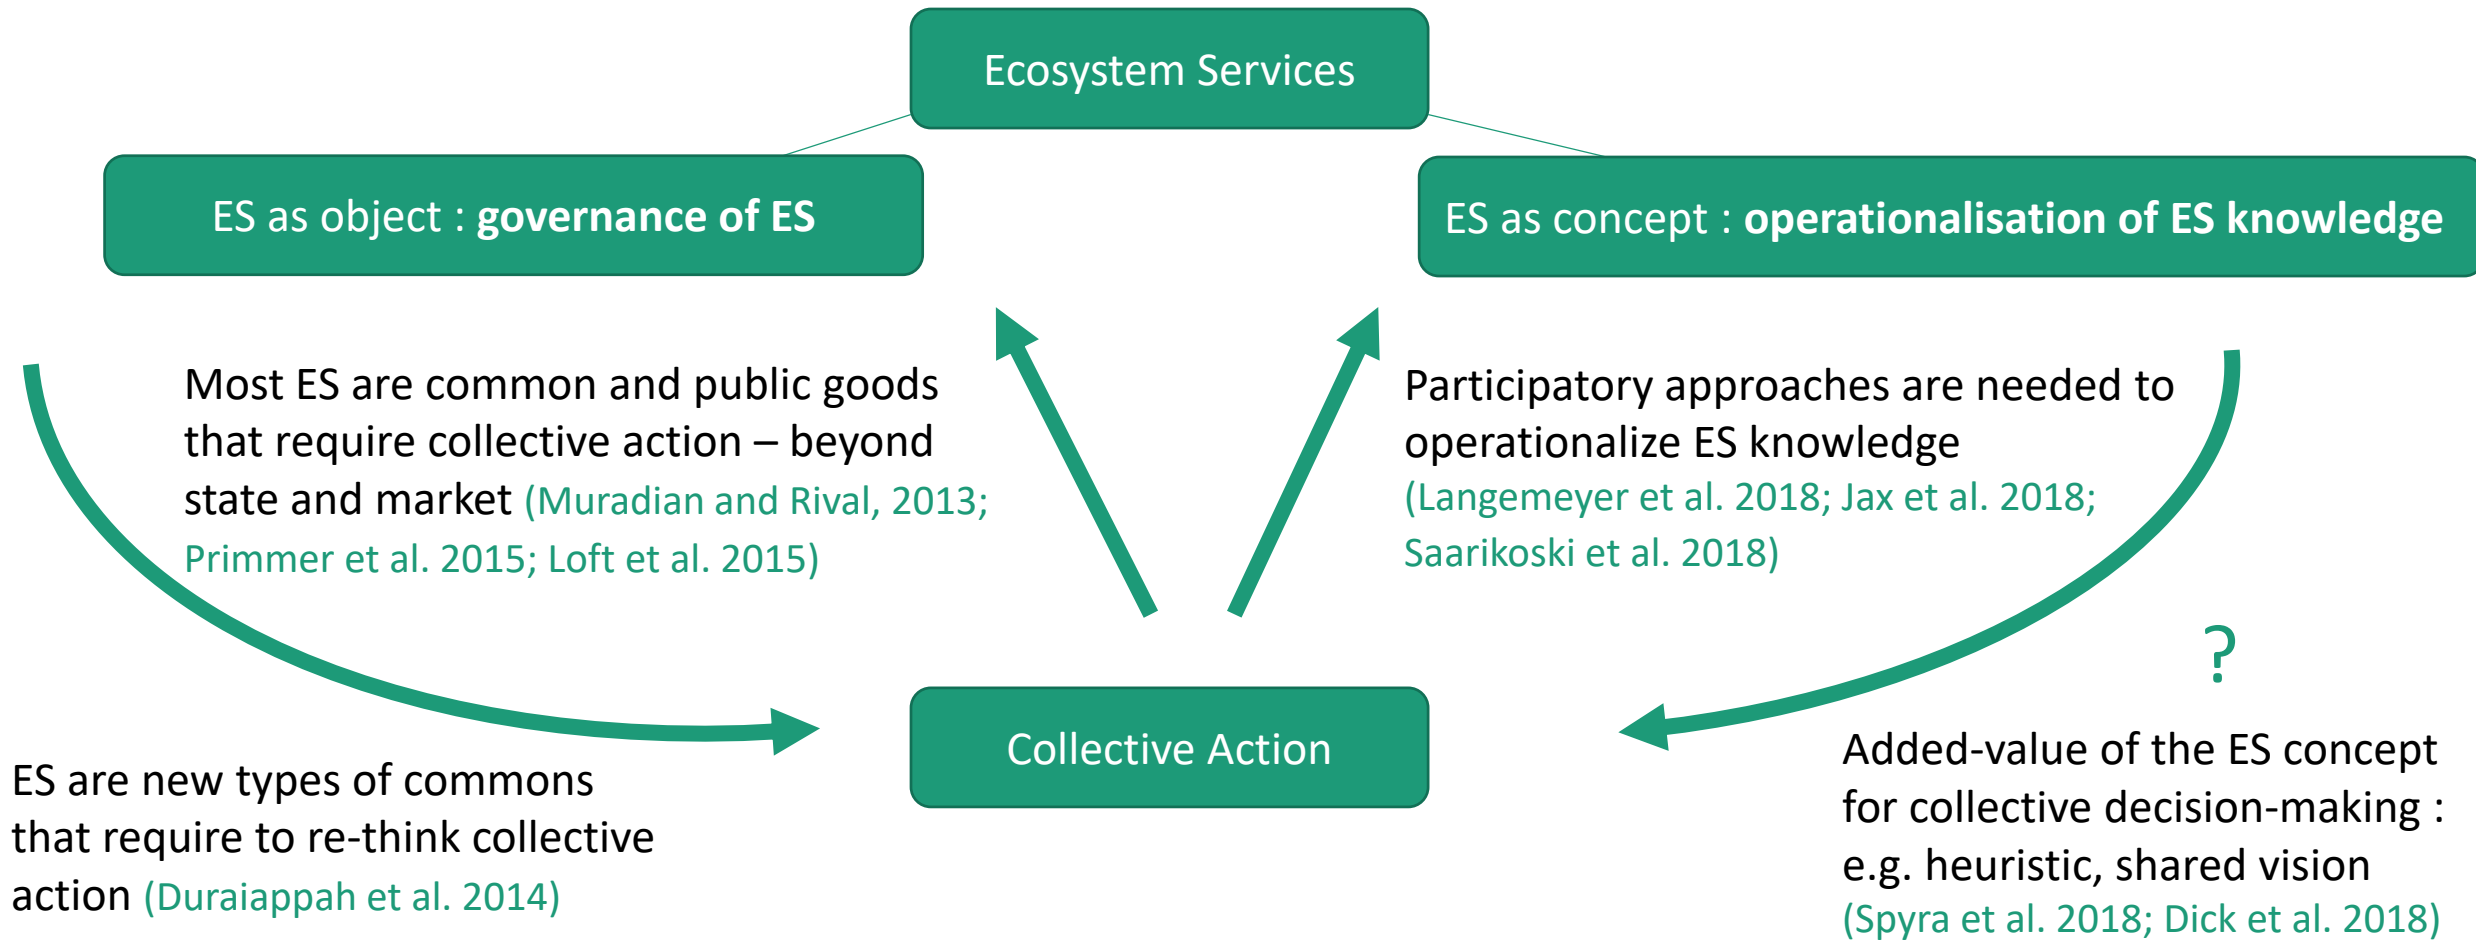 Ecosystem Services
ES as object : governance of ES
ES as concept : operationalisation of ES knowledge
Most ES are common and public goods
that require collective action – beyond
state and market (Muradian and Rival, 2013;
Primmer et al. 2015; Loft et al. 2015)
Participatory approaches are needed to
operationalize ES knowledge
(Langemeyer et al. 2018; Jax et al. 2018;
Saarikoski et al. 2018)
?
Collective Action
ES are new types of commons
that require to re-think collective
action (Duraiappah et al. 2014)
Added-value of the ES concept
for collective decision-making :
e.g. heuristic, shared vision
(Spyra et al. 2018; Dick et al. 2018)